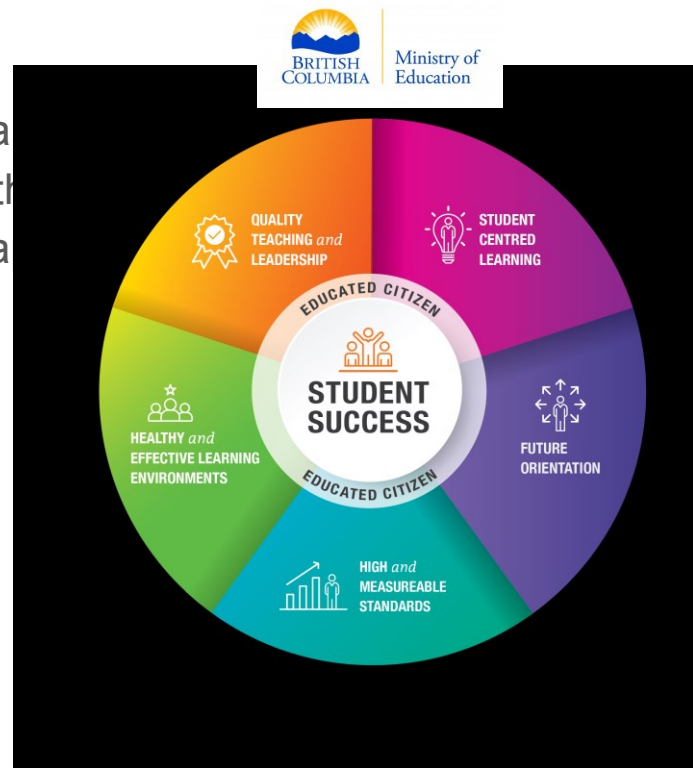 BRITISH
COLUMBIA
Ministry of
Education
QUALITY
TEACHING and
LEADERSHIP
STUDENT
CENTRED
LEARNING
EDUCATED CITIZEN
STUDENT
SUCCESS
EDUCATED CITIZEN
HEALTHY and
EFFECTIVE LEARNING
ENVIRONMENTS
FUTURE
ORIENTATION
HIGH and
MEASUREABLE
STANDARDS